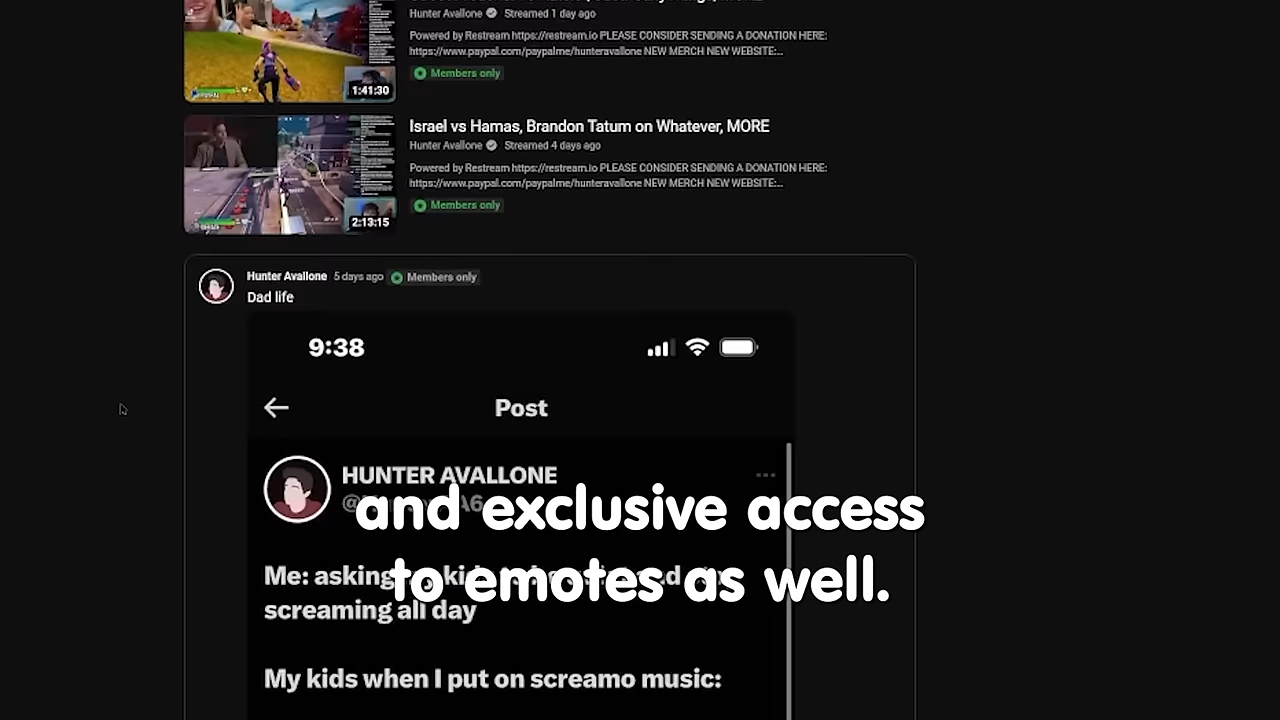 Hunter Avallone Streamed 1 day ago
Powered by Restream https://restream.io PLEASE CONSIDER SENDING A DONATION HERE:
https://www.paypal.com/paypalme/hunteravallone NEW MERCH NEW WEBSITE:...
Members only
1:41:30
Israel vs Hamas, Brandon Tatum on Whatever, MORE
Hunter Avallone Streamed 4 days ago
Powered by Restream https://restream.io PLEASE CONSIDER SENDING A DONATION HERE:
https://www.paypal.com/paypalme/hunteravallone NEW MERCH NEW WEBSITE:...
Members only
2:13:15
Hunter Avallone 5 days ago Members only
Dad life
9:38
Post
HUNTER AVALLONE
and exclusive access
to emotes as well.
Me: asking
screaming all day
My kids when I put on screamo music: